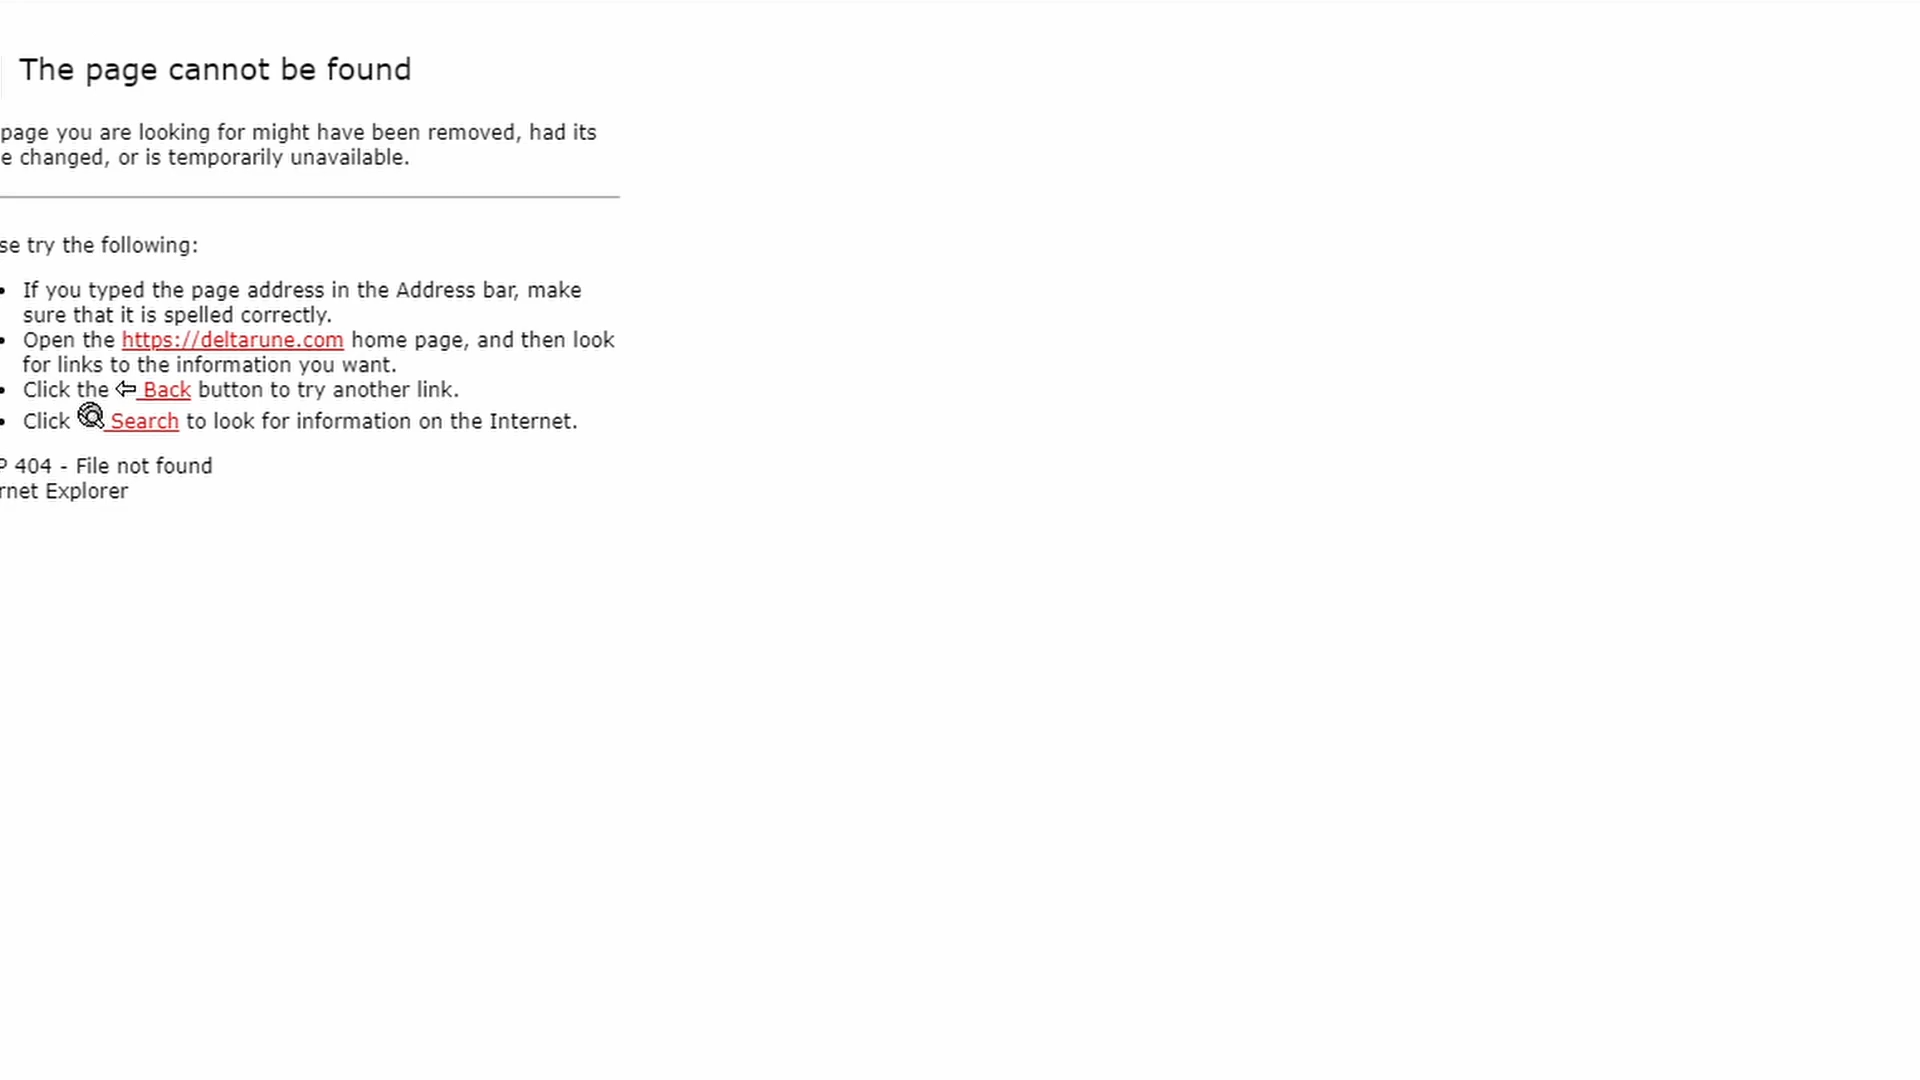 The page cannot be found
page you are looking for might have been removed, had its
e changed, or is temporarily unavailable.
se try the following:
If you typed the page address in the Address bar, make
sure that it is spelled correctly.
Open the https://deltarune.com home page, and then look
for links to the information you want.
Click the Back button to try another link.
Click Search to look for information on the Internet.
P 404 - File not found
rnet Explorer